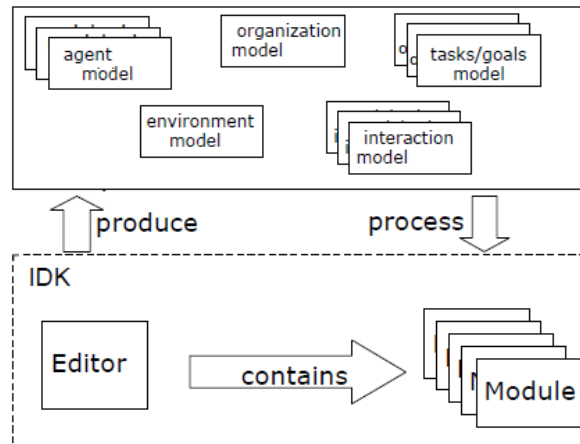 agent
model
organization
model
tasks/goals
model
environment
model
interaction
model
produce
process
IDK
Editor
contains
Module